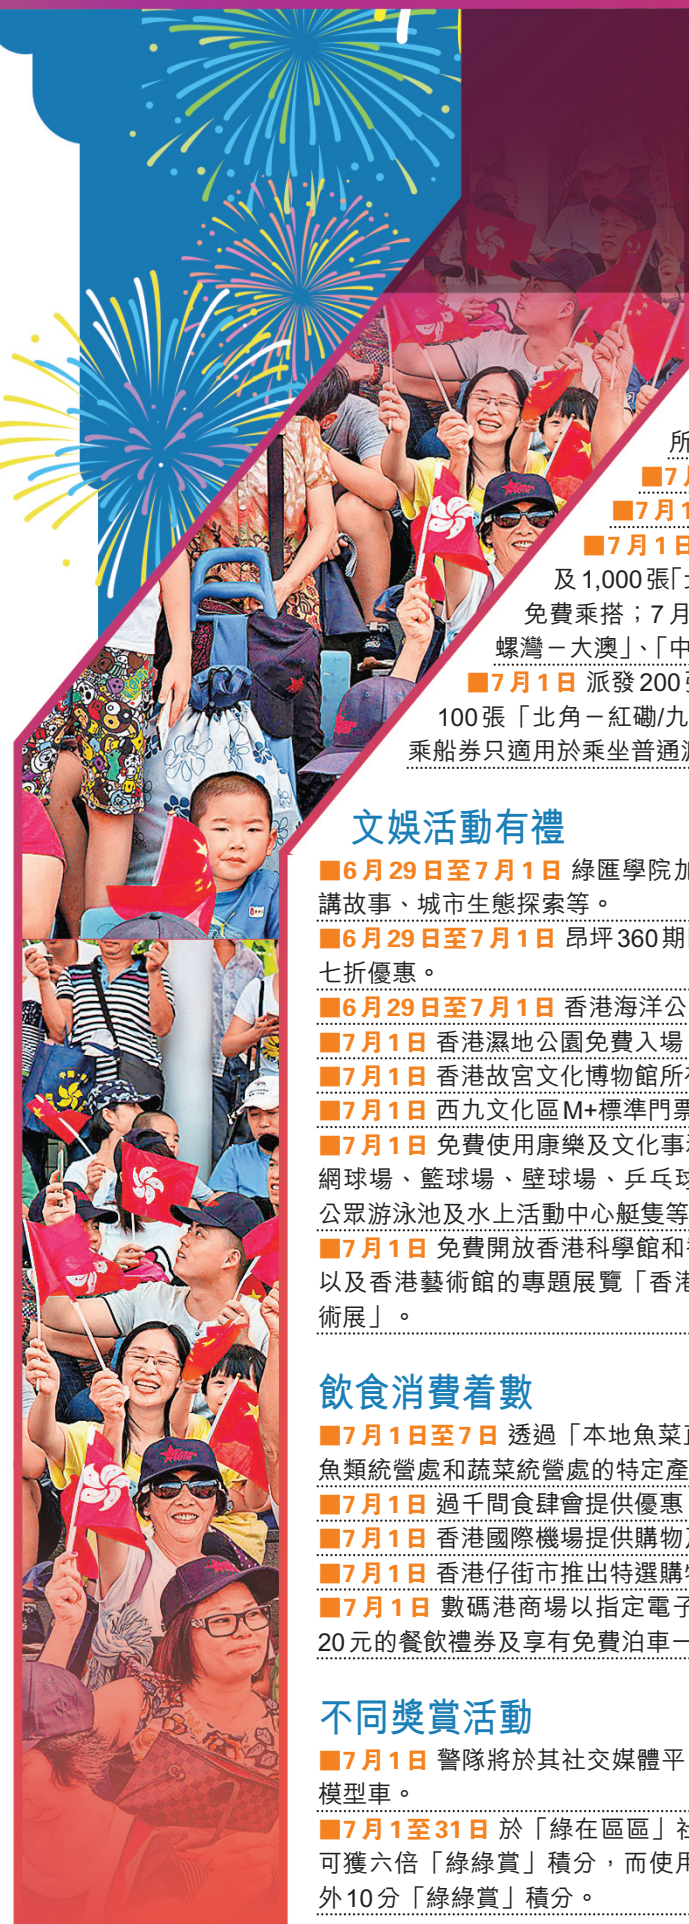 所
■7月
■7月1
■7月1日
及1,000張「
免費乘搭；7月
螺灣－大澳」、「中
■7月1日 派發200張
100張「北角－紅磡/九
乘船券只適用於乘坐普通
文娛活動有禮
■6月29日至7月1日 綠匯學院加
講故事、城市生態探索等。
■6月29日至7月1日 昂坪360期間
七折優惠。
■6月29日至7月1日 香港海洋公
■7月1日 香港濕地公園免費入場
■7月1日 香港故宮文化博物館所有
■7月1日 西九文化區M+標準門票
■7月1日 免費使用康樂及文化事
網球場、籃球場、壁球場、乒乓球
公眾游泳池及水上活動中心艇隻等
■7月1日 免費開放香港科學館和
以及香港藝術館的專題展覽「香港
術展」。
飲食消費着數
■7月1日至7日 透過「本地魚菜
魚類統營處和蔬菜統營處的特定產
■7月1日 過千間食肆會提供優惠
■7月1日 香港國際機場提供購物
■7月1日 香港仔街市推出特選購物
■7月1日 數碼港商場以指定電子
20元的餐飲禮券及享有免費泊車一
不同獎賞活動
■7月1日 警隊將於其社交媒體平
模型車。
■7月1至31日 於「綠在區區」社
可獲六倍「綠綠賞」積分，而使用
外10分「綠綠賞」積分。